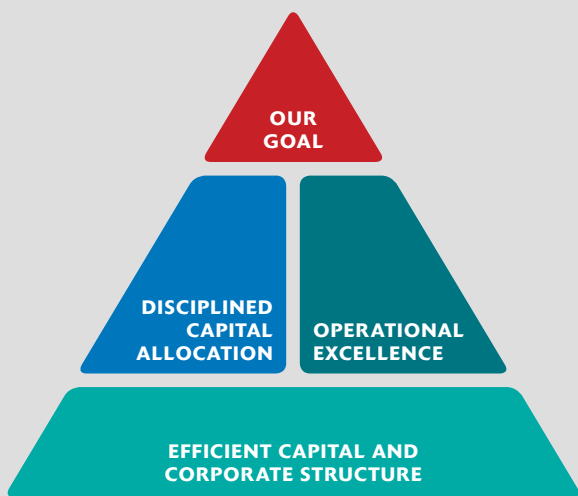 OUR
GOAL
DISCIPLINED
CAPITAL
ALLOCATION
OPERATIONAL
EXCELLENCE
EFFICIENT CAPITAL AND
CORPORATE STRUCTURE